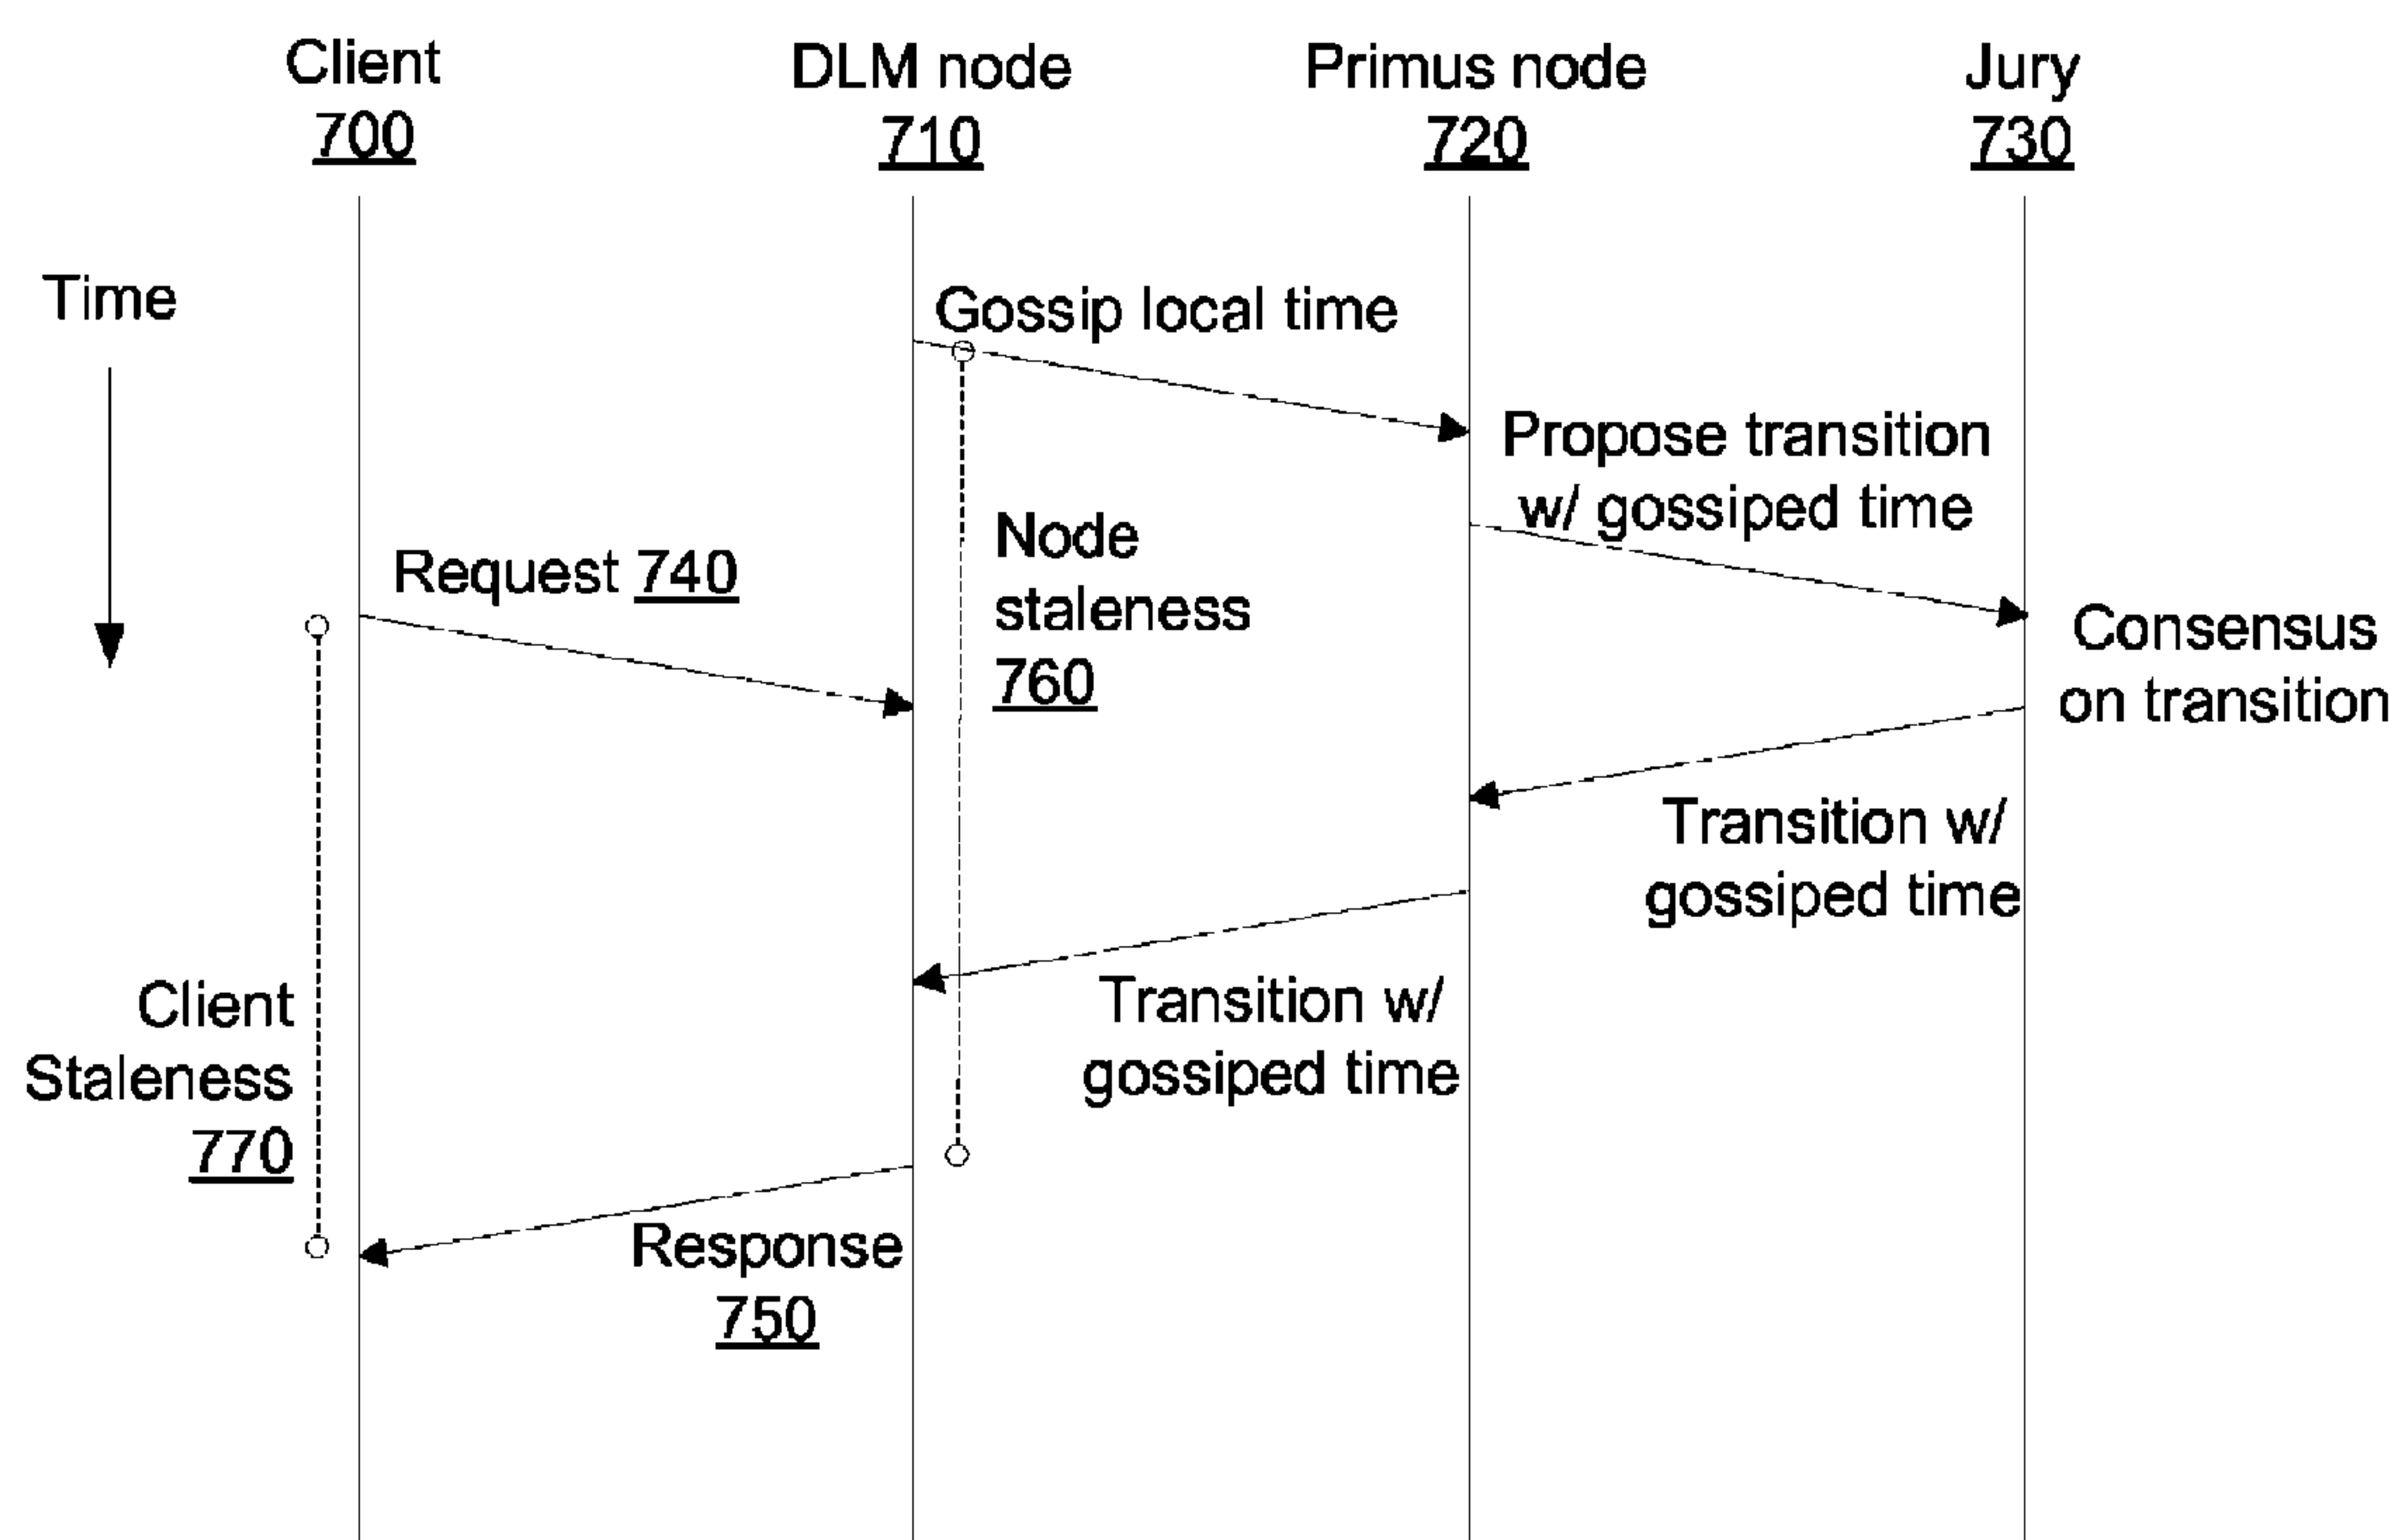 Client
700
DLM node
710
Primus node
720
Jury
730
Time
Gossip local time
Propose transition
w/ gossiped time
Request 740
Node
staleness
760
Consensus
on transition
Transition w/
gossiped time
Client
Staleness
770
Transition w/
gossiped time
Response
750